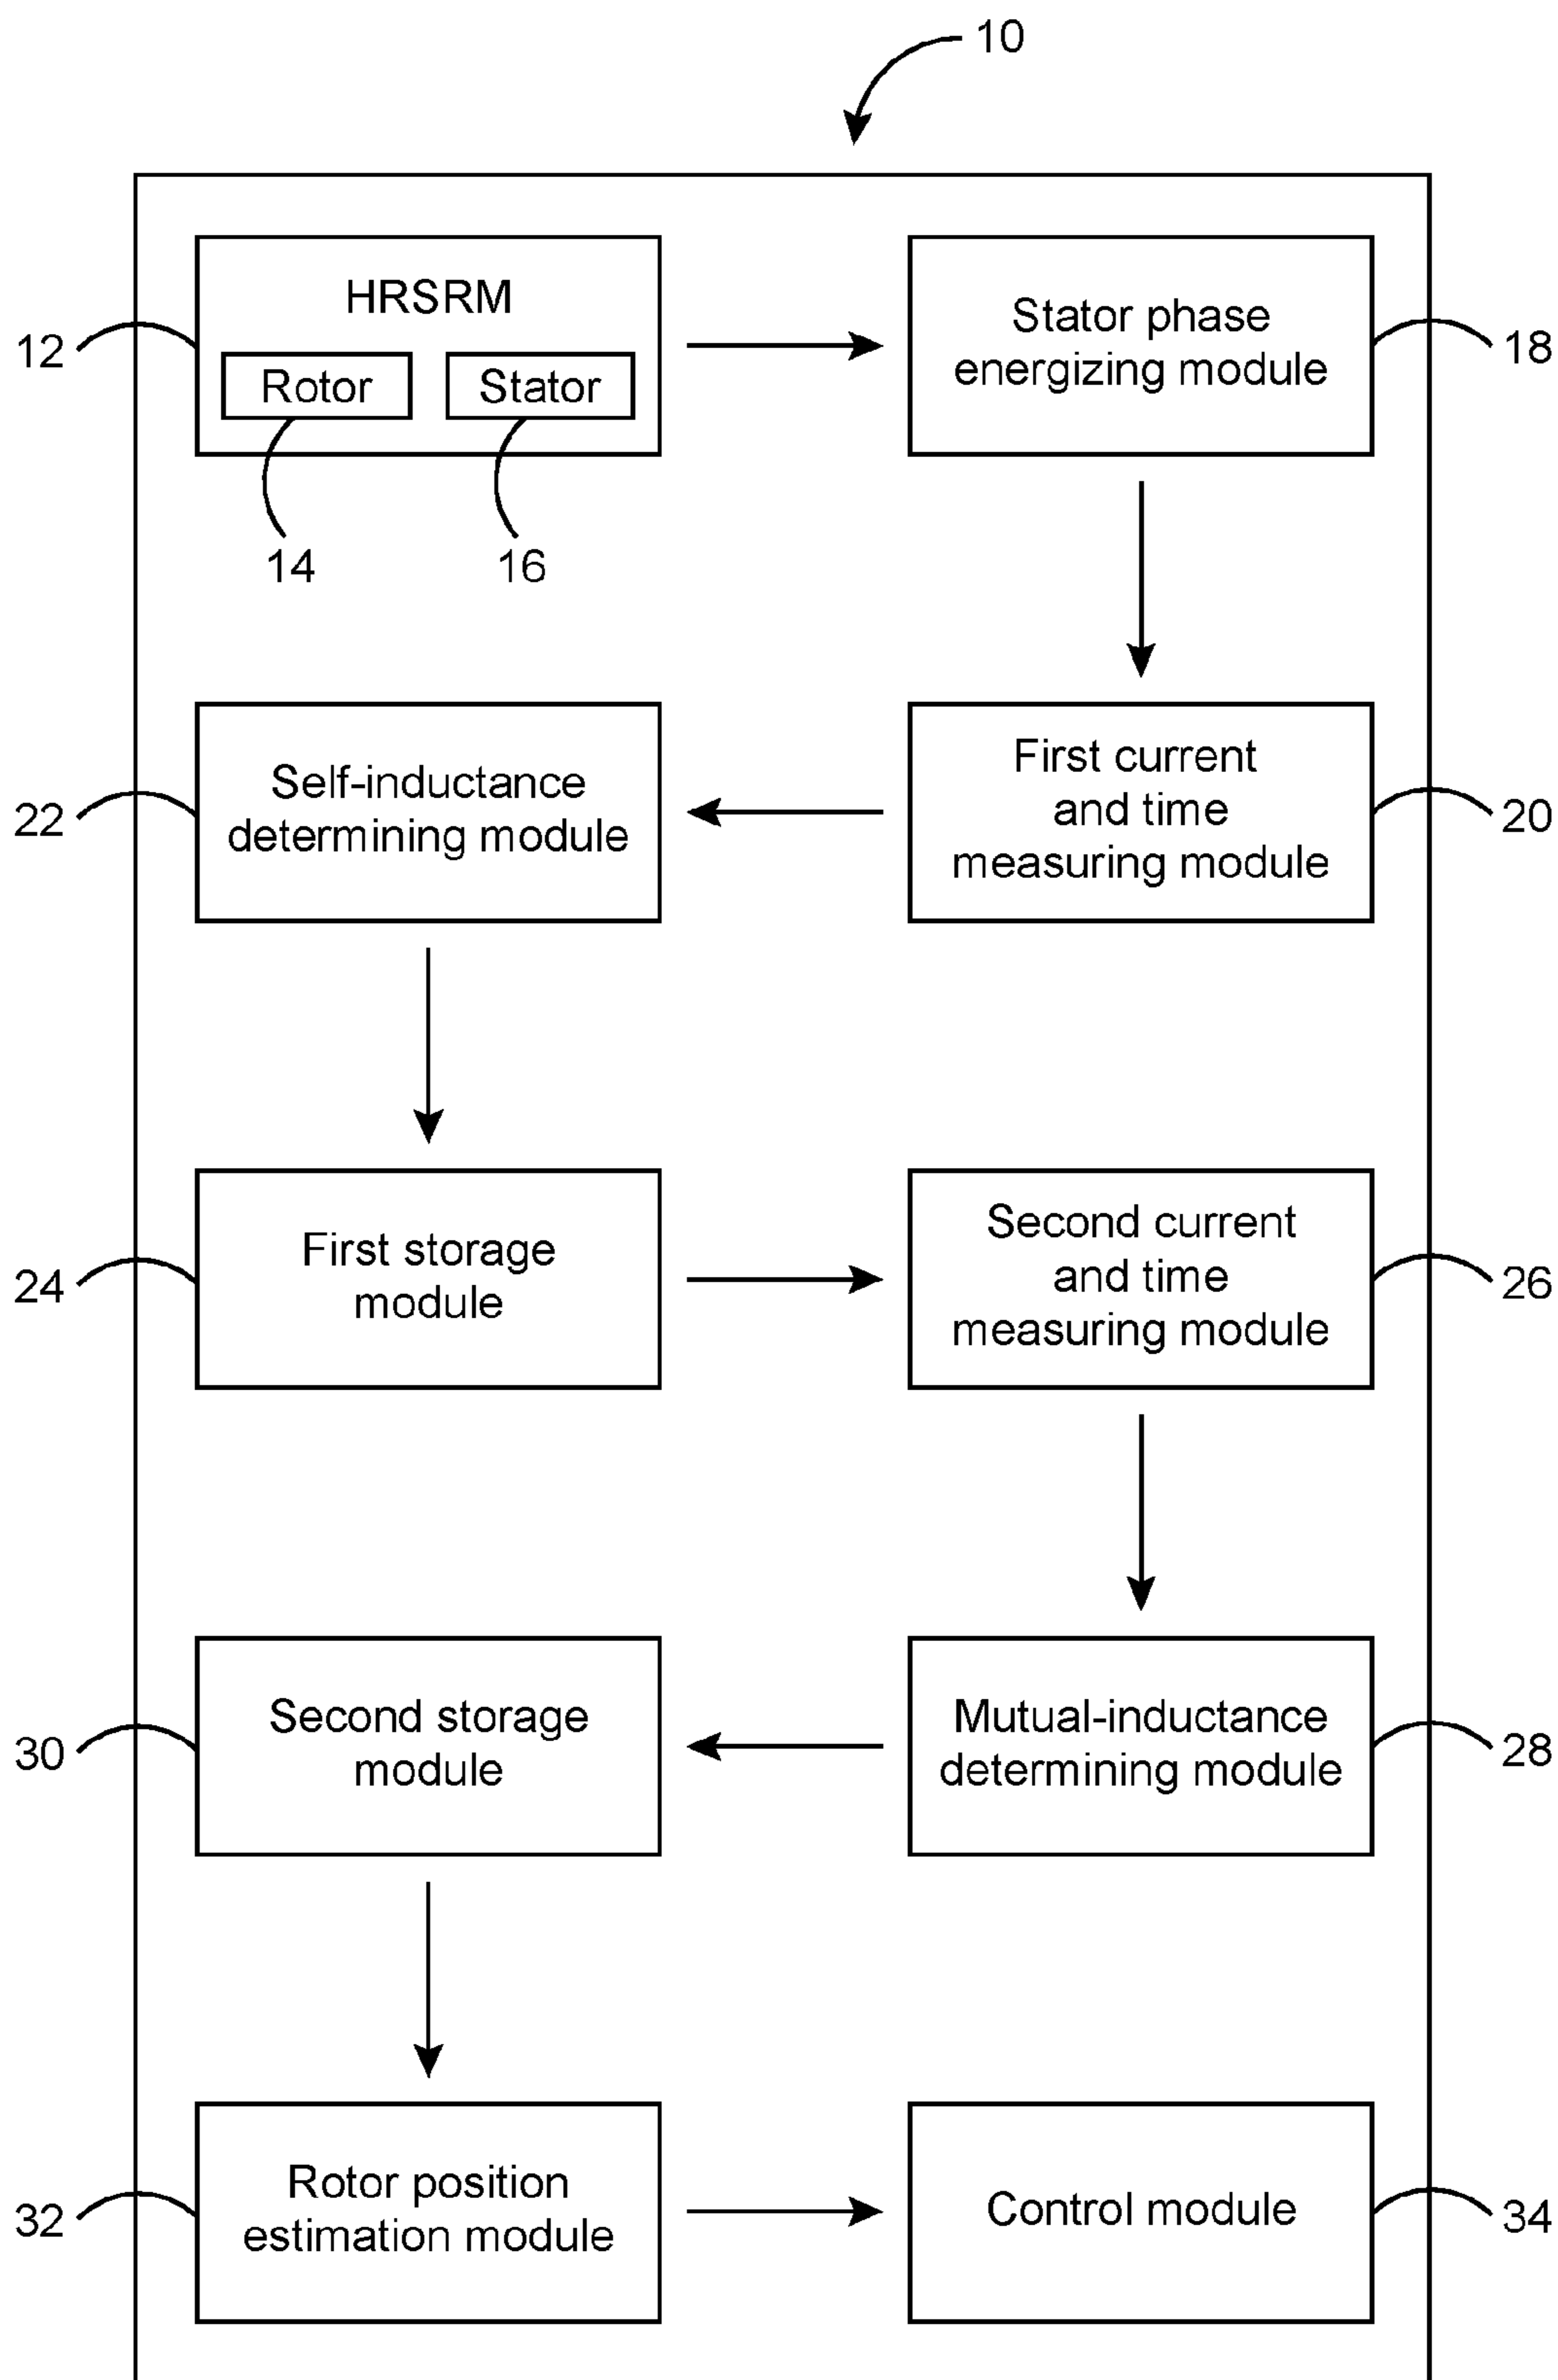 10
HRSRM
Rotor
Stator
12
14
16
Stator phase
energizing module
18
First current
and time
measuring module
20
Self-inductance
determining module
22
First storage
module
24
Second current
and time
measuring module
26
Mutual-inductance
determining module
28
Second storage
module
30
Rotor position
estimation module
32
Control module
34